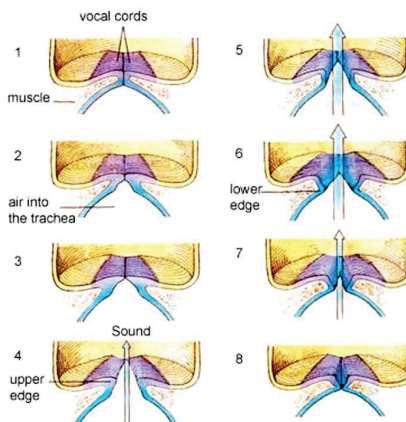 vocal cords
1
muscle
2
air into
the trachea
3
Sound
4
upper
edge
5
6
lower
edge
7
8